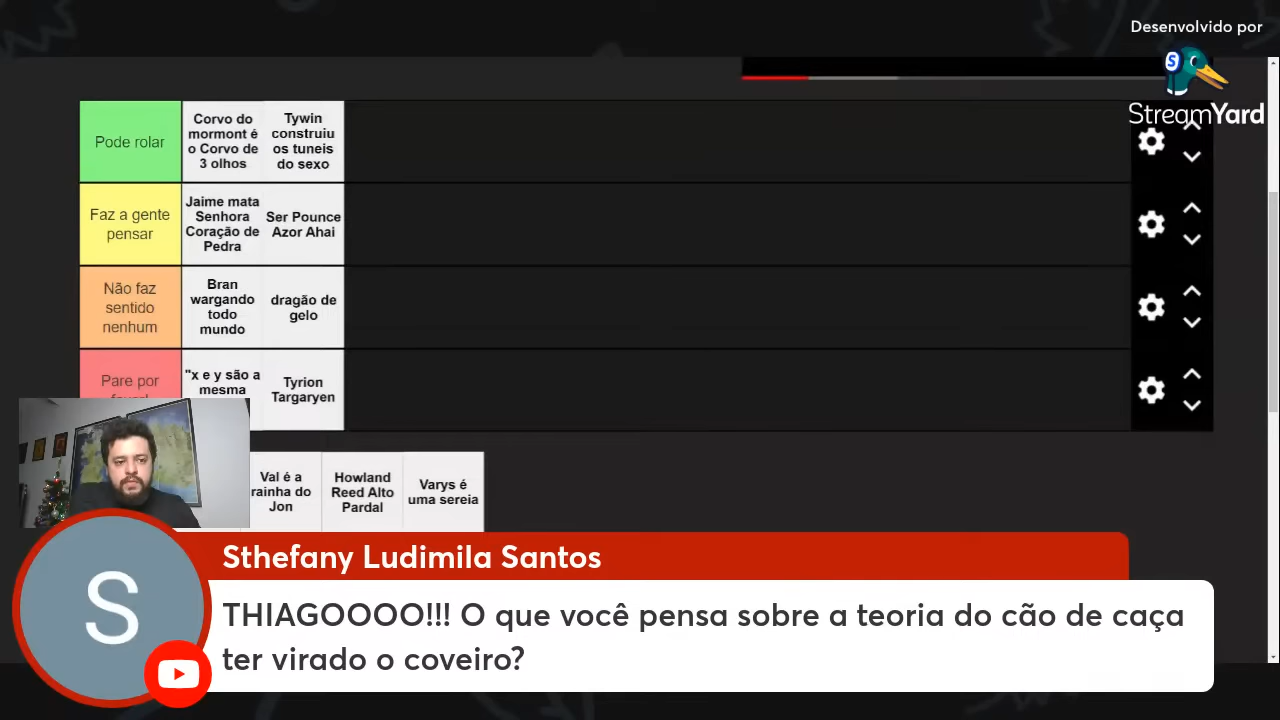 Desenvolvido por
StreamYard
Pode rolar
Corvo do
mormont é
o Corvo de
3 olhos
Tywin
construiu
os tuneis
do sexo
Faz a gente
pensar
Jaime mata
Senhora
Coração de
Pedra
Ser Pounce
Azor Ahai
Não faz
sentido
nenhum
Bran
wargando
todo
mundo
dragão de
gelo
Pare por
"x e y são a
mesma
Tyrion
Targaryen
Val é a
rainha do
Jon
Howland
Reed Alto
Pardal
Varys é
uma sereia
S
Sthefany Ludimila Santos
THIAGOOOO!!! O que você pensa sobre a teoria do cão de caça
ter virado o coveiro?